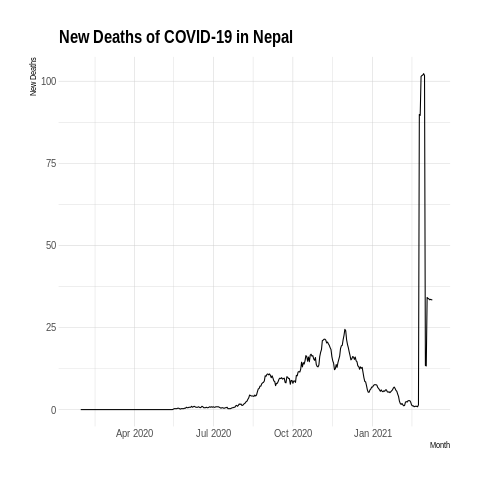 New Deaths of COVID-19 in Nepal
New Deaths
100
75
50
25
0
Apr 2020
Jul 2020
Oct 2020
Jan 2021
Month